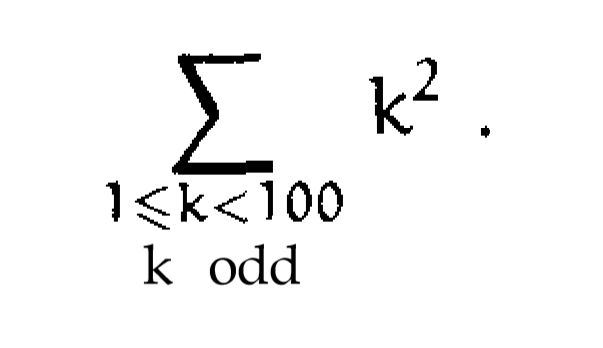 ∑ k² .
1⩽k<100
k odd